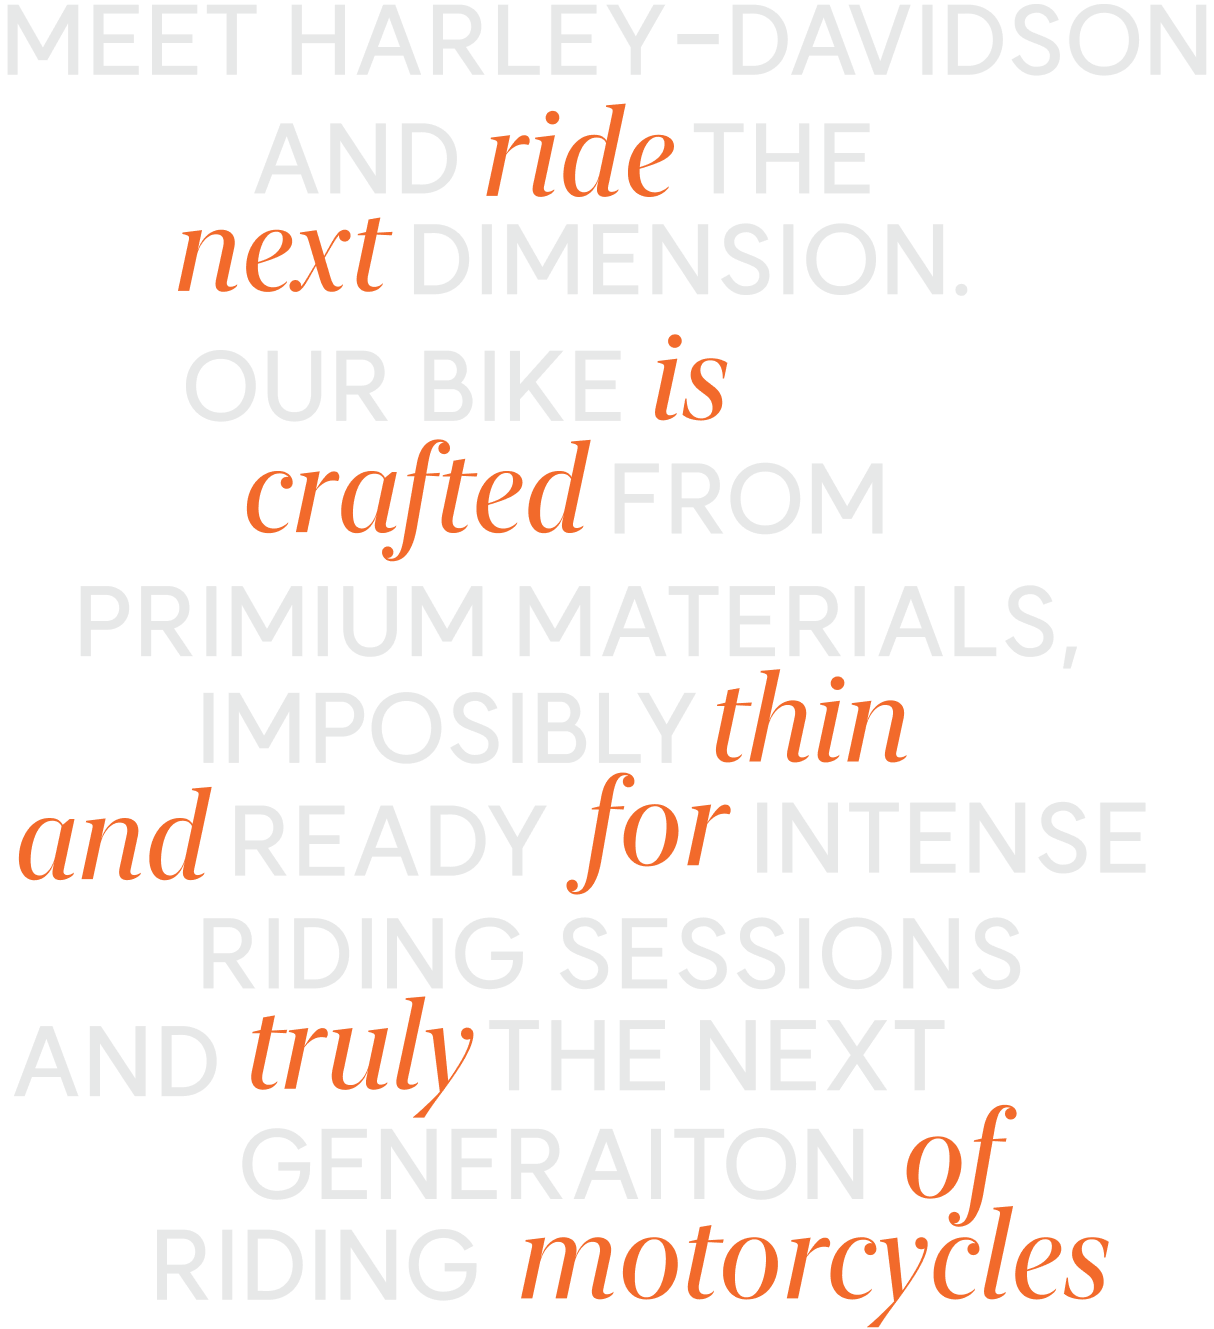 MEET HARLEY-DAVIDSON
AND ride THE
next DIMENSION.
OUR BIKE is
crafted FROM
PRIMIUM MATERIALS,
IMPOSIBLY thin
and READY for INTENSE
RIDING SESSIONS
AND truly THE NEXT
GENERAITON of
RIDING motorcycles